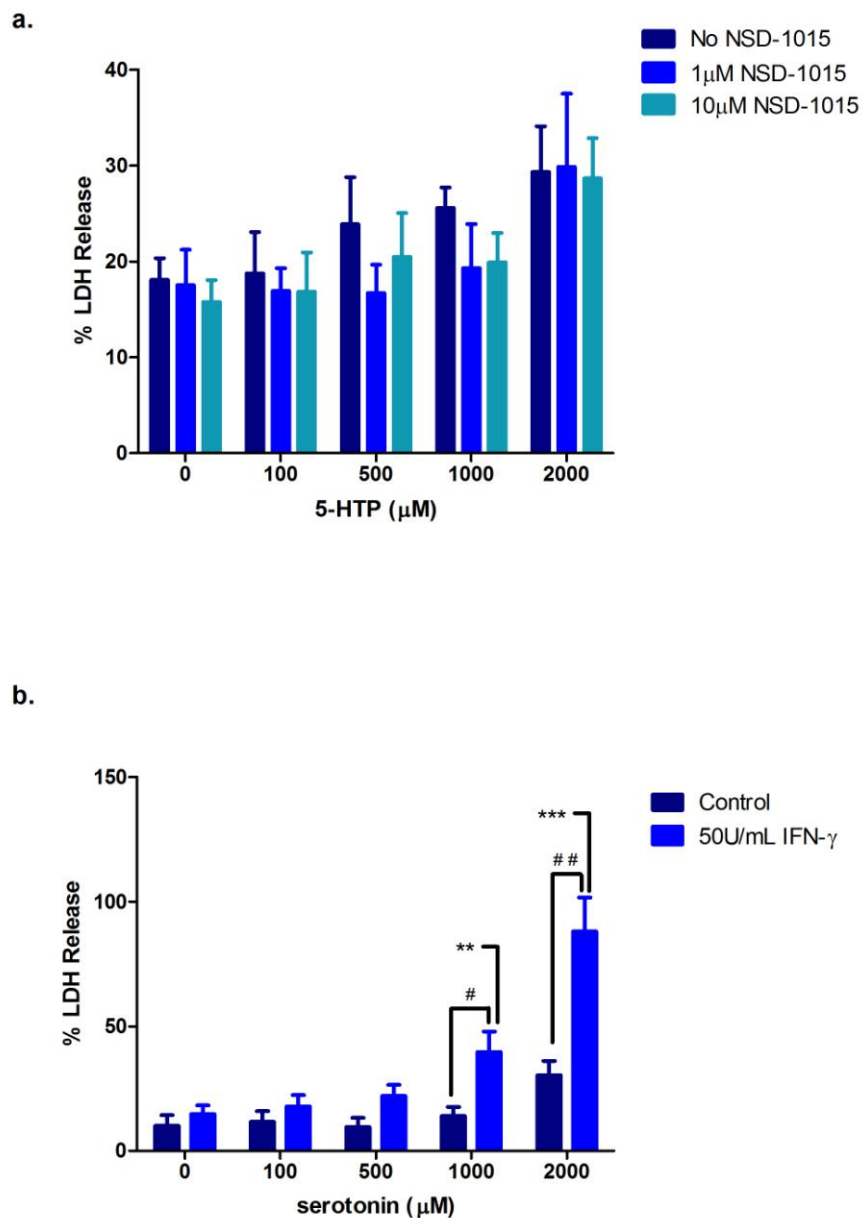 a.
No NSD-1015
1μM NSD-1015
10μM NSD-1015
% LDH Release
40
30
20
10
0
0 100 500 1000 2000
5-HTP (μM)
b.
Control
50U/mL IFN-γ
% LDH Release
150
100
50
0
***
# #
**
#
0 100 500 1000 2000
serotonin (μM)